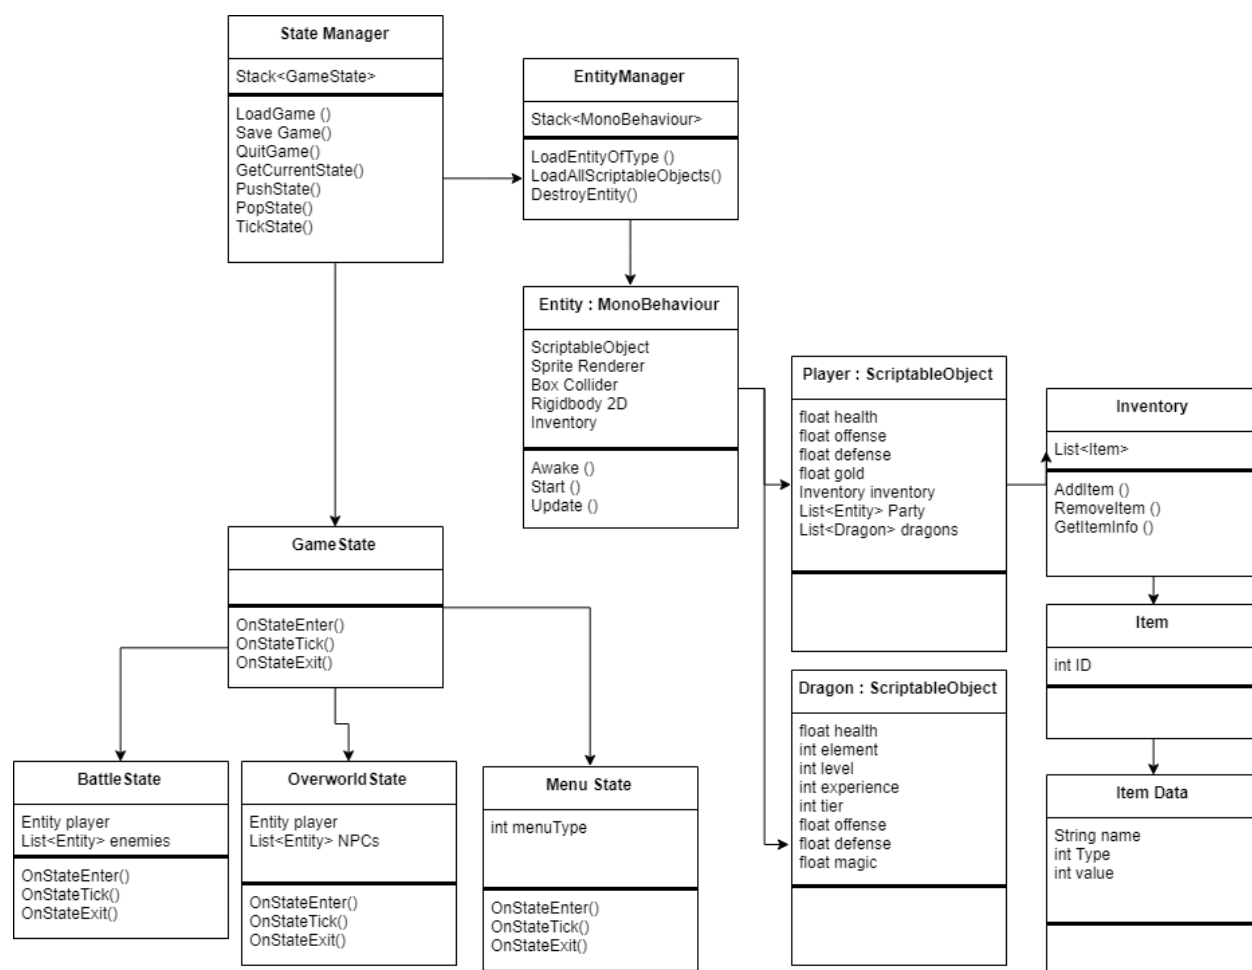 State Manager
Stack<GameState>
LoadGame ()
Save Game()
QuitGame()
GetCurrentState()
PushState()
PopState()
TickState()
EntityManager
Stack<MonoBehaviour>
LoadEntityOfType ()
LoadAllScriptableObjects()
DestroyEntity()
Entity : MonoBehaviour
ScriptableObject
Sprite Renderer
Box Collider
Rigidbody 2D
Inventory
Awake ()
Start ()
Update ()
Player : ScriptableObject
float health
float offense
float defense
float gold
Inventory inventory
List<Entity> Party
List<Dragon> dragons
Inventory
List<Item>
AddItem ()
RemoveItem ()
GetItemInfo ()
GameState
OnStateEnter()
OnStateTick()
OnStateExit()
Item
int ID
Dragon : ScriptableObject
float health
int element
int level
int experience
int tier
float offense
float defense
float magic
BattleState
Entity player
List<Entity> enemies
OnStateEnter()
OnStateTick()
OnStateExit()
OverworldState
Entity player
List<Entity> NPCs
OnStateEnter()
OnStateTick()
OnStateExit()
Menu State
int menuType
OnStateEnter()
OnStateTick()
OnStateExit()
Item Data
String name
int Type
int value